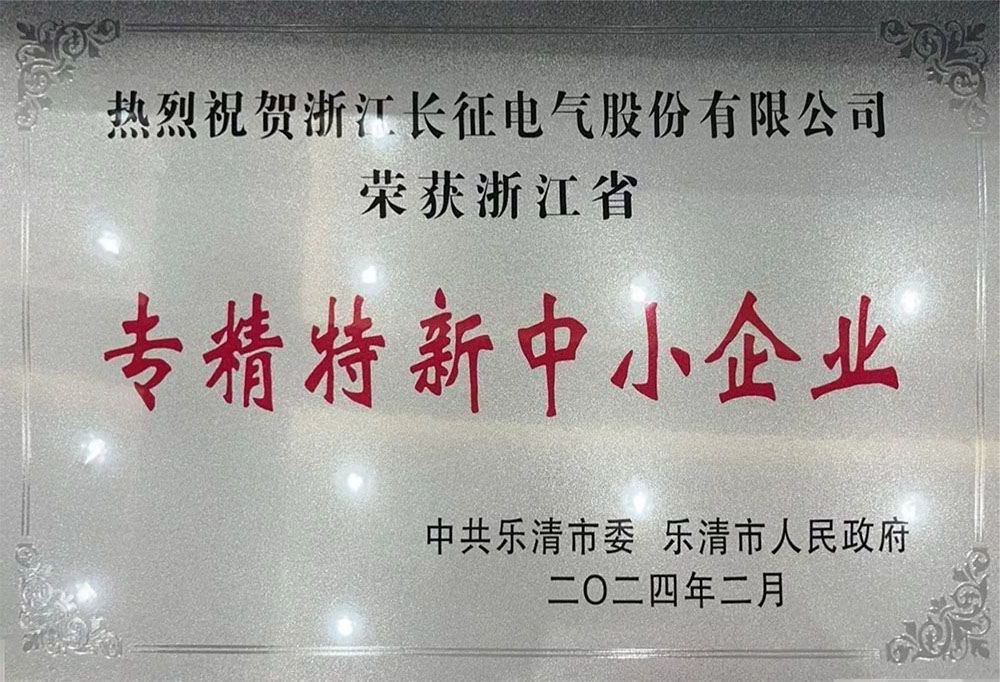 热烈祝贺浙江长征电气股份有限公司
荣获浙江省
专精特新中小企业
中共乐清市委 乐清市人民政府
二〇二四年二月